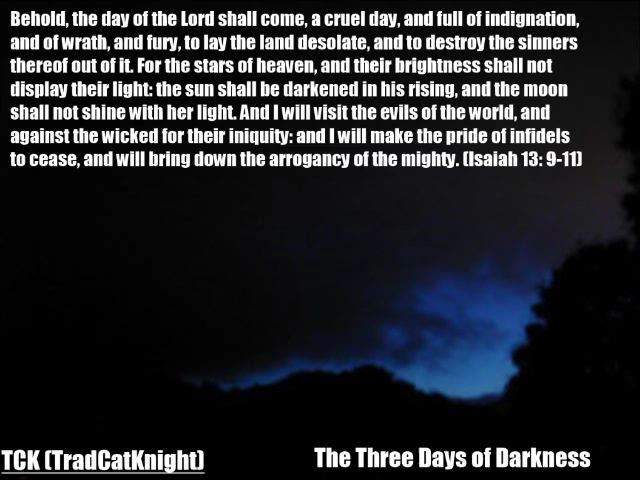 Behold, the day of the Lord shall come, a cruel day, and full of indignation,
and of wrath, and fury, to lay the land desolate, and to destroy the sinners
thereof out of it. For the stars of heaven, and their brightness shall not
display their light: the sun shall be darkened in his rising, and the moon
shall not shine with her light. And I will visit the evils of the world, and
against the wicked for their iniquity: and I will make the pride of infidels
to cease, and will bring down the arrogancy of the mighty. (Isaiah 13: 9-11)
TCK (TradCatKnight)
The Three Days of Darkness